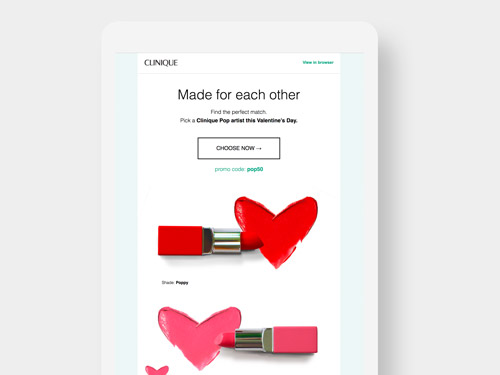 CLINIQUE
View in browser
Made for each other
Find the perfect match.
Pick a Clinique Pop artist this Valentine's Day.
CHOOSE NOW →
promo code: pop50
Shade: Poppy